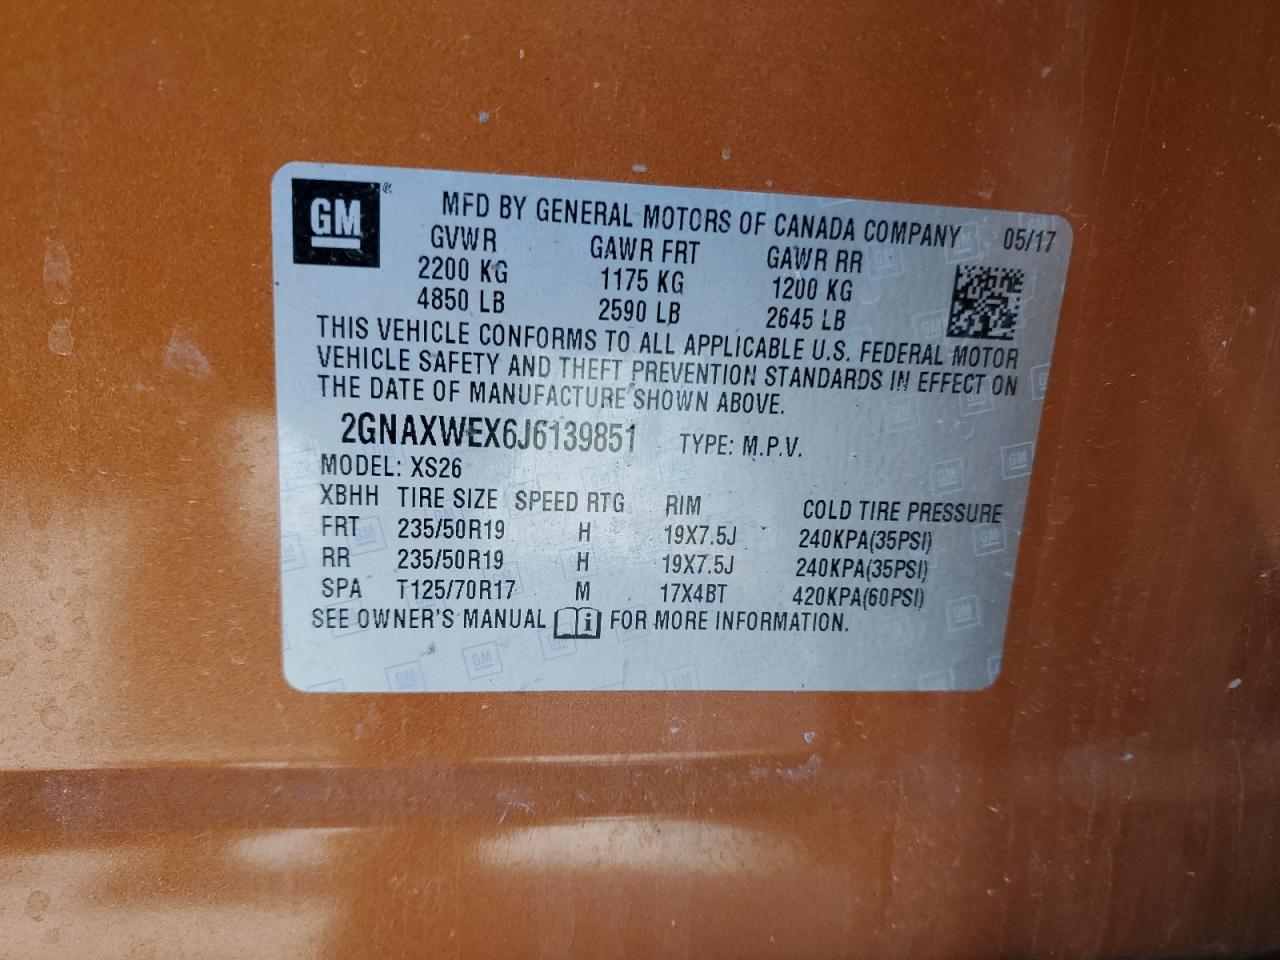 GM ® MFD BY GENERAL MOTORS OF CANADA COMPANY 05/17
GVWR GAWR FRT GAWR RR
2200 KG 1175 KG 1200 KG
4850 LB 2590 LB 2645 LB
THIS VEHICLE CONFORMS TO ALL APPLICABLE U.S. FEDERAL MOTOR
VEHICLE SAFETY AND THEFT PREVENTION STANDARDS IN EFFECT ON
THE DATE OF MANUFACTURE SHOWN ABOVE.
2GNAXWEX6J6139851 TYPE: M.P.V.
MODEL: XS26
XBHH TIRE SIZE SPEED RTG RIM COLD TIRE PRESSURE
FRT 235/50R19 H 19X7.5J 240KPA(35PSI)
RR 235/50R19 H 19X7.5J 240KPA(35PSI)
SPA T125/70R17 M 17X4BT 420KPA(60PSI)
SEE OWNER'S MANUAL i FOR MORE INFORMATION.